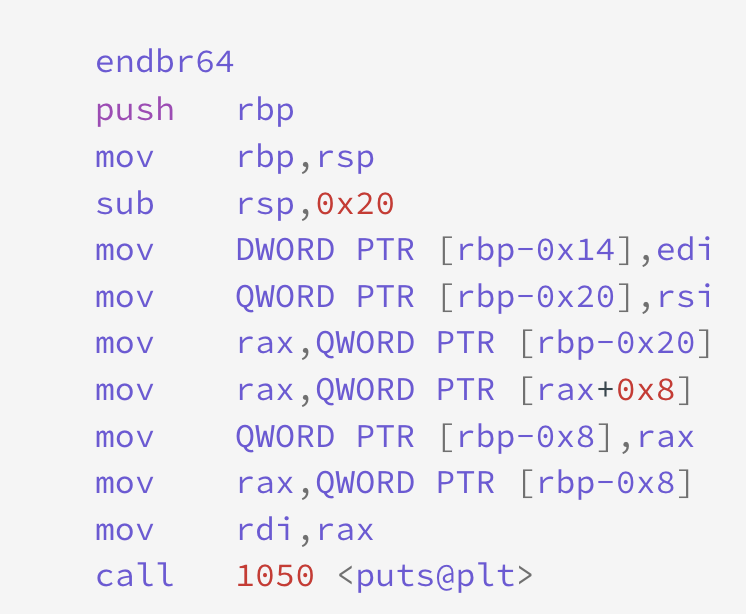 endbr64
push   rbp
mov    rbp,rsp
sub    rsp,0x20
mov    DWORD PTR [rbp-0x14],edi
mov    QWORD PTR [rbp-0x20],rsi
mov    rax,QWORD PTR [rbp-0x20]
mov    rax,QWORD PTR [rax+0x8]
mov    QWORD PTR [rbp-0x8],rax
mov    rax,QWORD PTR [rbp-0x8]
mov    rdi,rax
call   1050 <puts@plt>